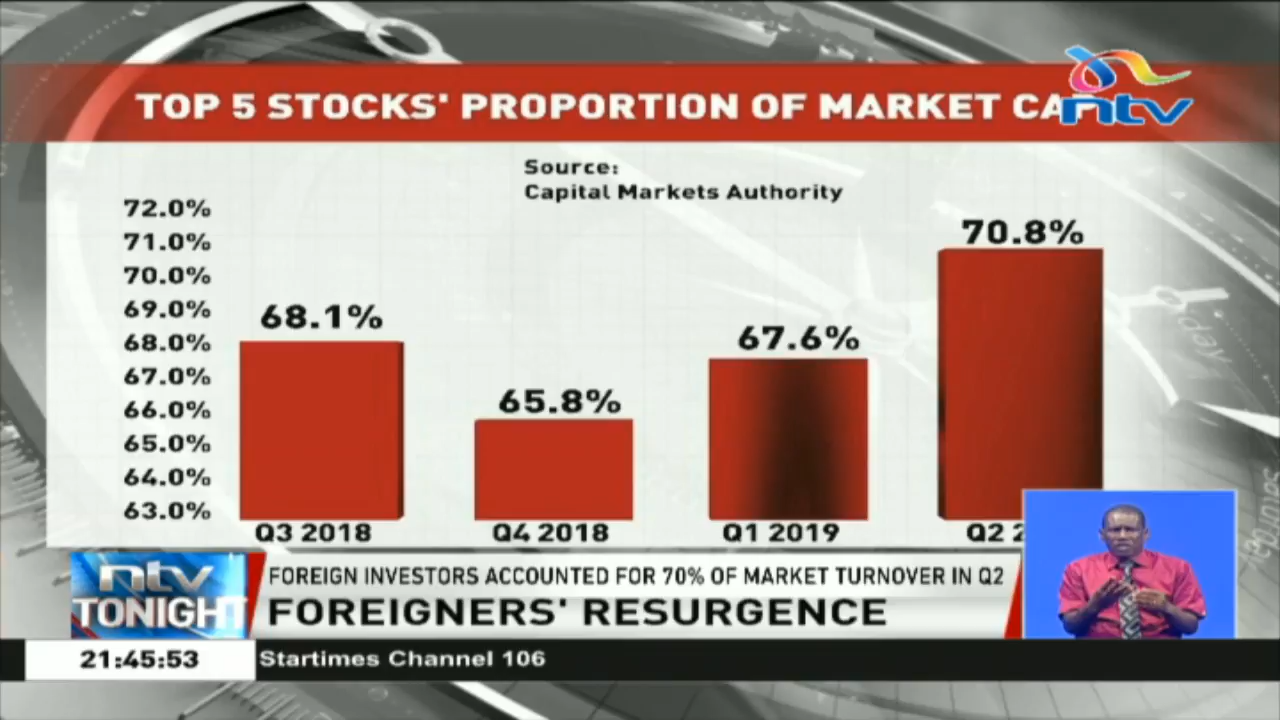 TOP 5 STOCKS' PROPORTION OF MARKET
ntv
Source:
Capital Markets Authority
72.0%
71.0%
70.0%
69.0%
68.0%
67.0%
66.0%
65.0%
64.0%
63.0%
68.1%
65.8%
67.6%
70.8%
Q3 2018
Q4 2018
Q1 2019
Q2
ntv
TONIGHT
FOREIGN INVESTORS ACCOUNTED FOR 70% OF MARKET TURNOVER IN Q2
FOREIGNERS' RESURGENCE
21:45:53
Startimes Channel 106